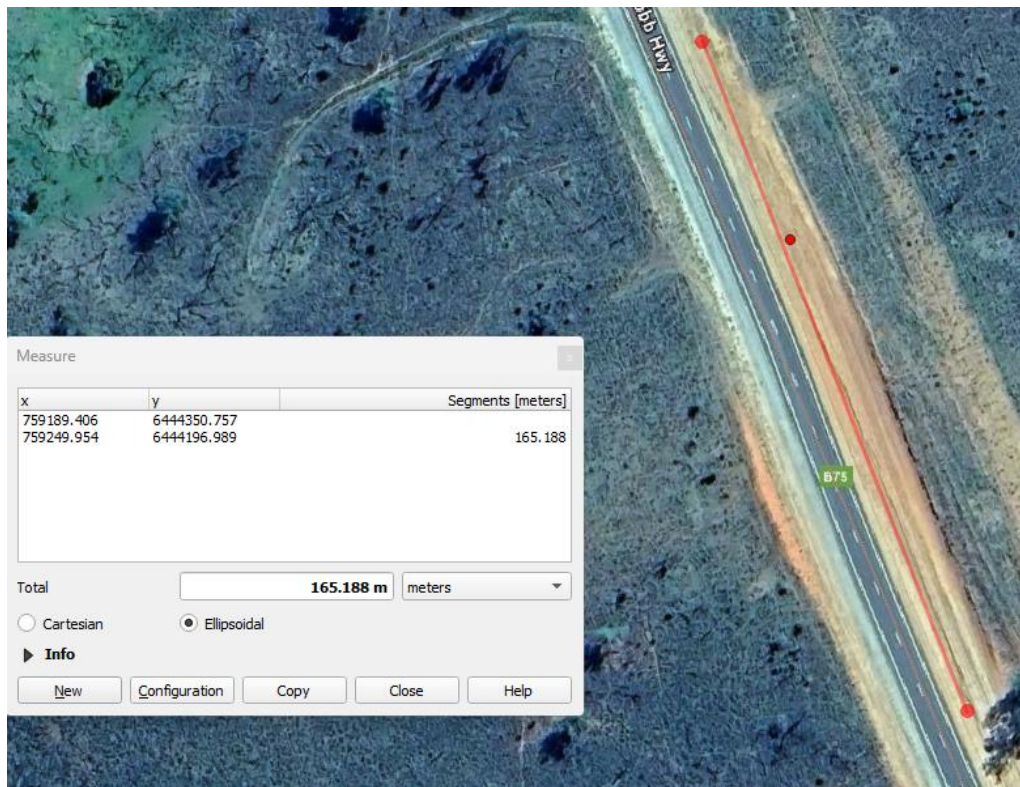 obb Hwy
Measure
x y Segments [meters]
759189.406 6444350.757
759249.954 6444196.989 165.188
B75
Total 165.188 m meters
Cartesian Ellipsoidal
Info
New Configuration Copy Close Help